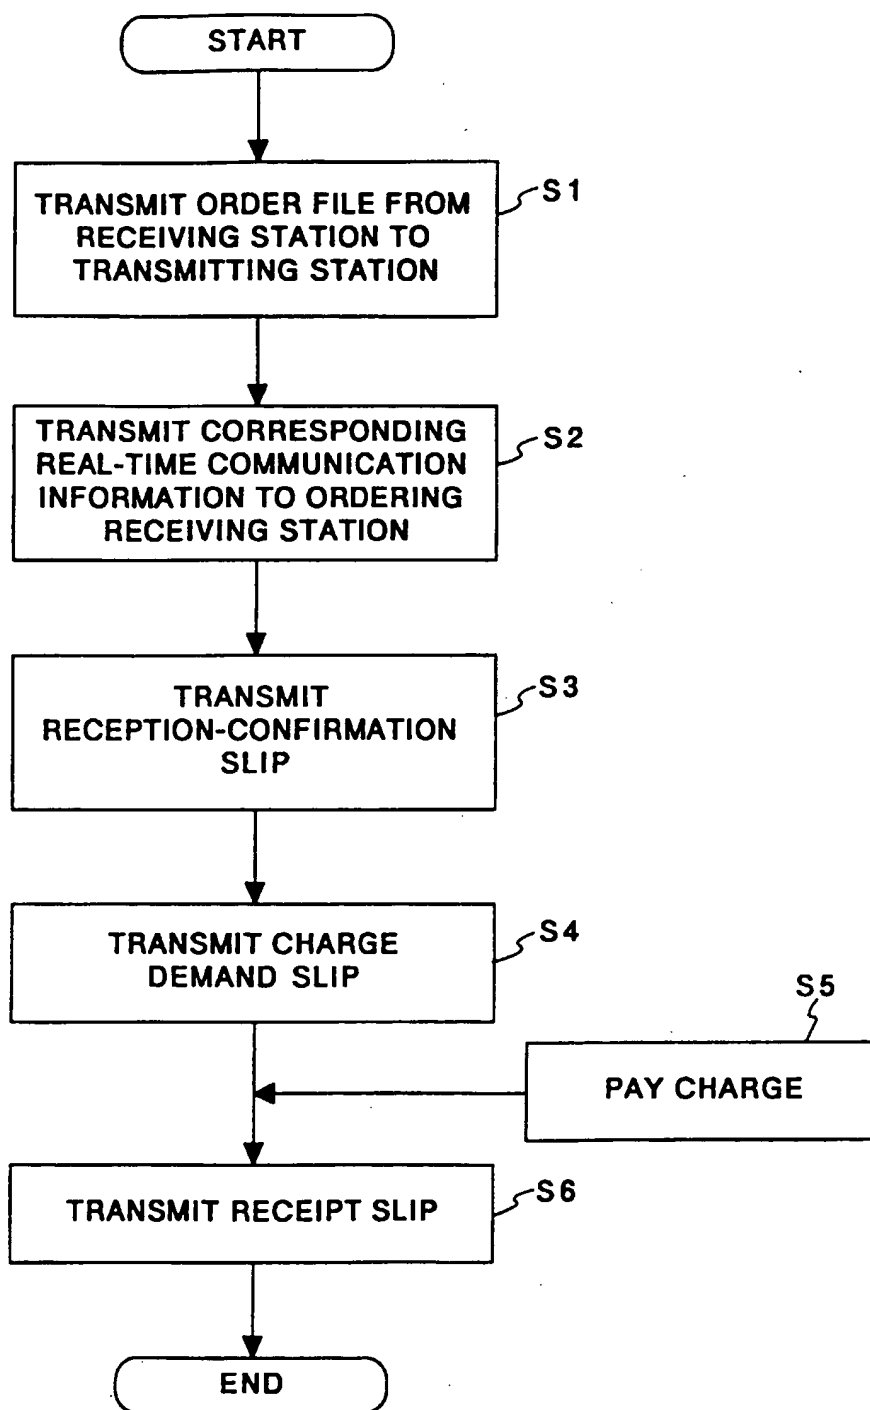 START
TRANSMIT ORDER FILE FROM
RECEIVING STATION TO
TRANSMITTING STATION
S1
TRANSMIT CORRESPONDING
REAL-TIME COMMUNICATION
INFORMATION TO ORDERING
RECEIVING STATION
S2
TRANSMIT
RECEPTION-CONFIRMATION
SLIP
S3
TRANSMIT CHARGE
DEMAND SLIP
S4
S5
PAY CHARGE
TRANSMIT RECEIPT SLIP
S6
END